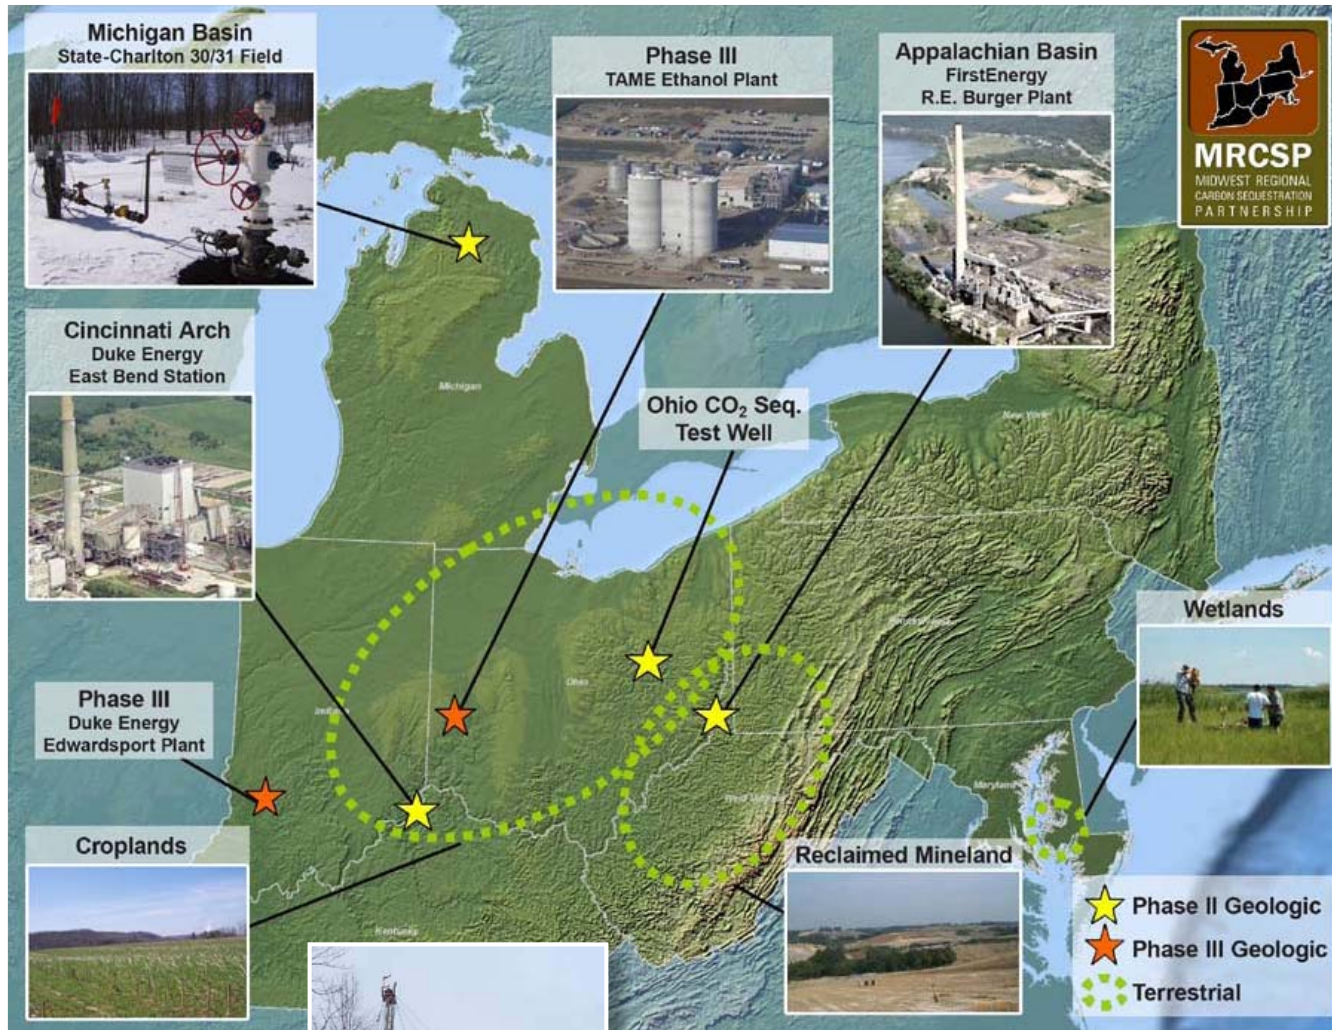 Michigan Basin
State-Charlton 30/31 Field
Phase III
TAME Ethanol Plant
Appalachian Basin
FirstEnergy
R.E. Burger Plant
MRCSP
MIDWEST REGIONAL
CARBON SEQUESTRATION
PARTNERSHIP
Cincinnati Arch
Duke Energy
East Bend Station
Michigan
Ohio CO₂ Seq.
Test Well
New York
Pennsylvania
Wetlands
Ohio
Indiana
Phase III
Duke Energy
Edwardsport Plant
West Virginia
Maryland
Croplands
Reclaimed Mineland
Kentucky
Phase II Geologic
Phase III Geologic
Terrestrial